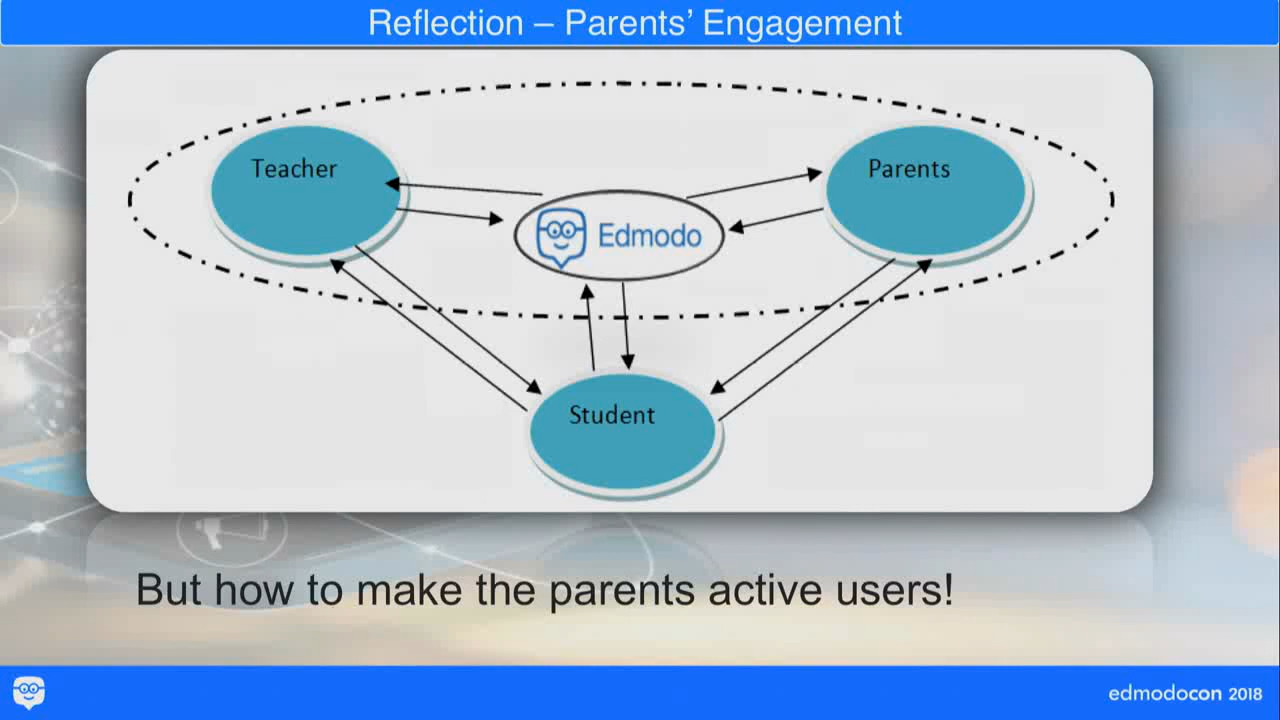 Reflection – Parents’ Engagement
Teacher
Parents
Edmodo
Student
But how to make the parents active users!
edmodocon 2018